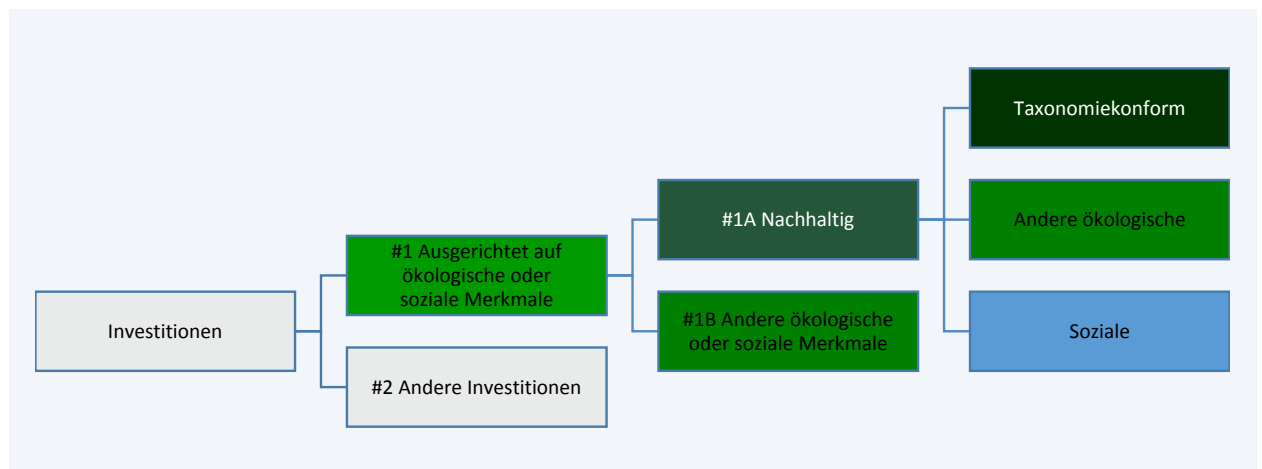 Investitionen
#1 Ausgerichtet auf
ökologische oder
soziale Merkmale
#2 Andere Investitionen
#1A Nachhaltig
#1B Andere ökologische
oder soziale Merkmale
Taxonomiekonform
Andere ökologische
Soziale